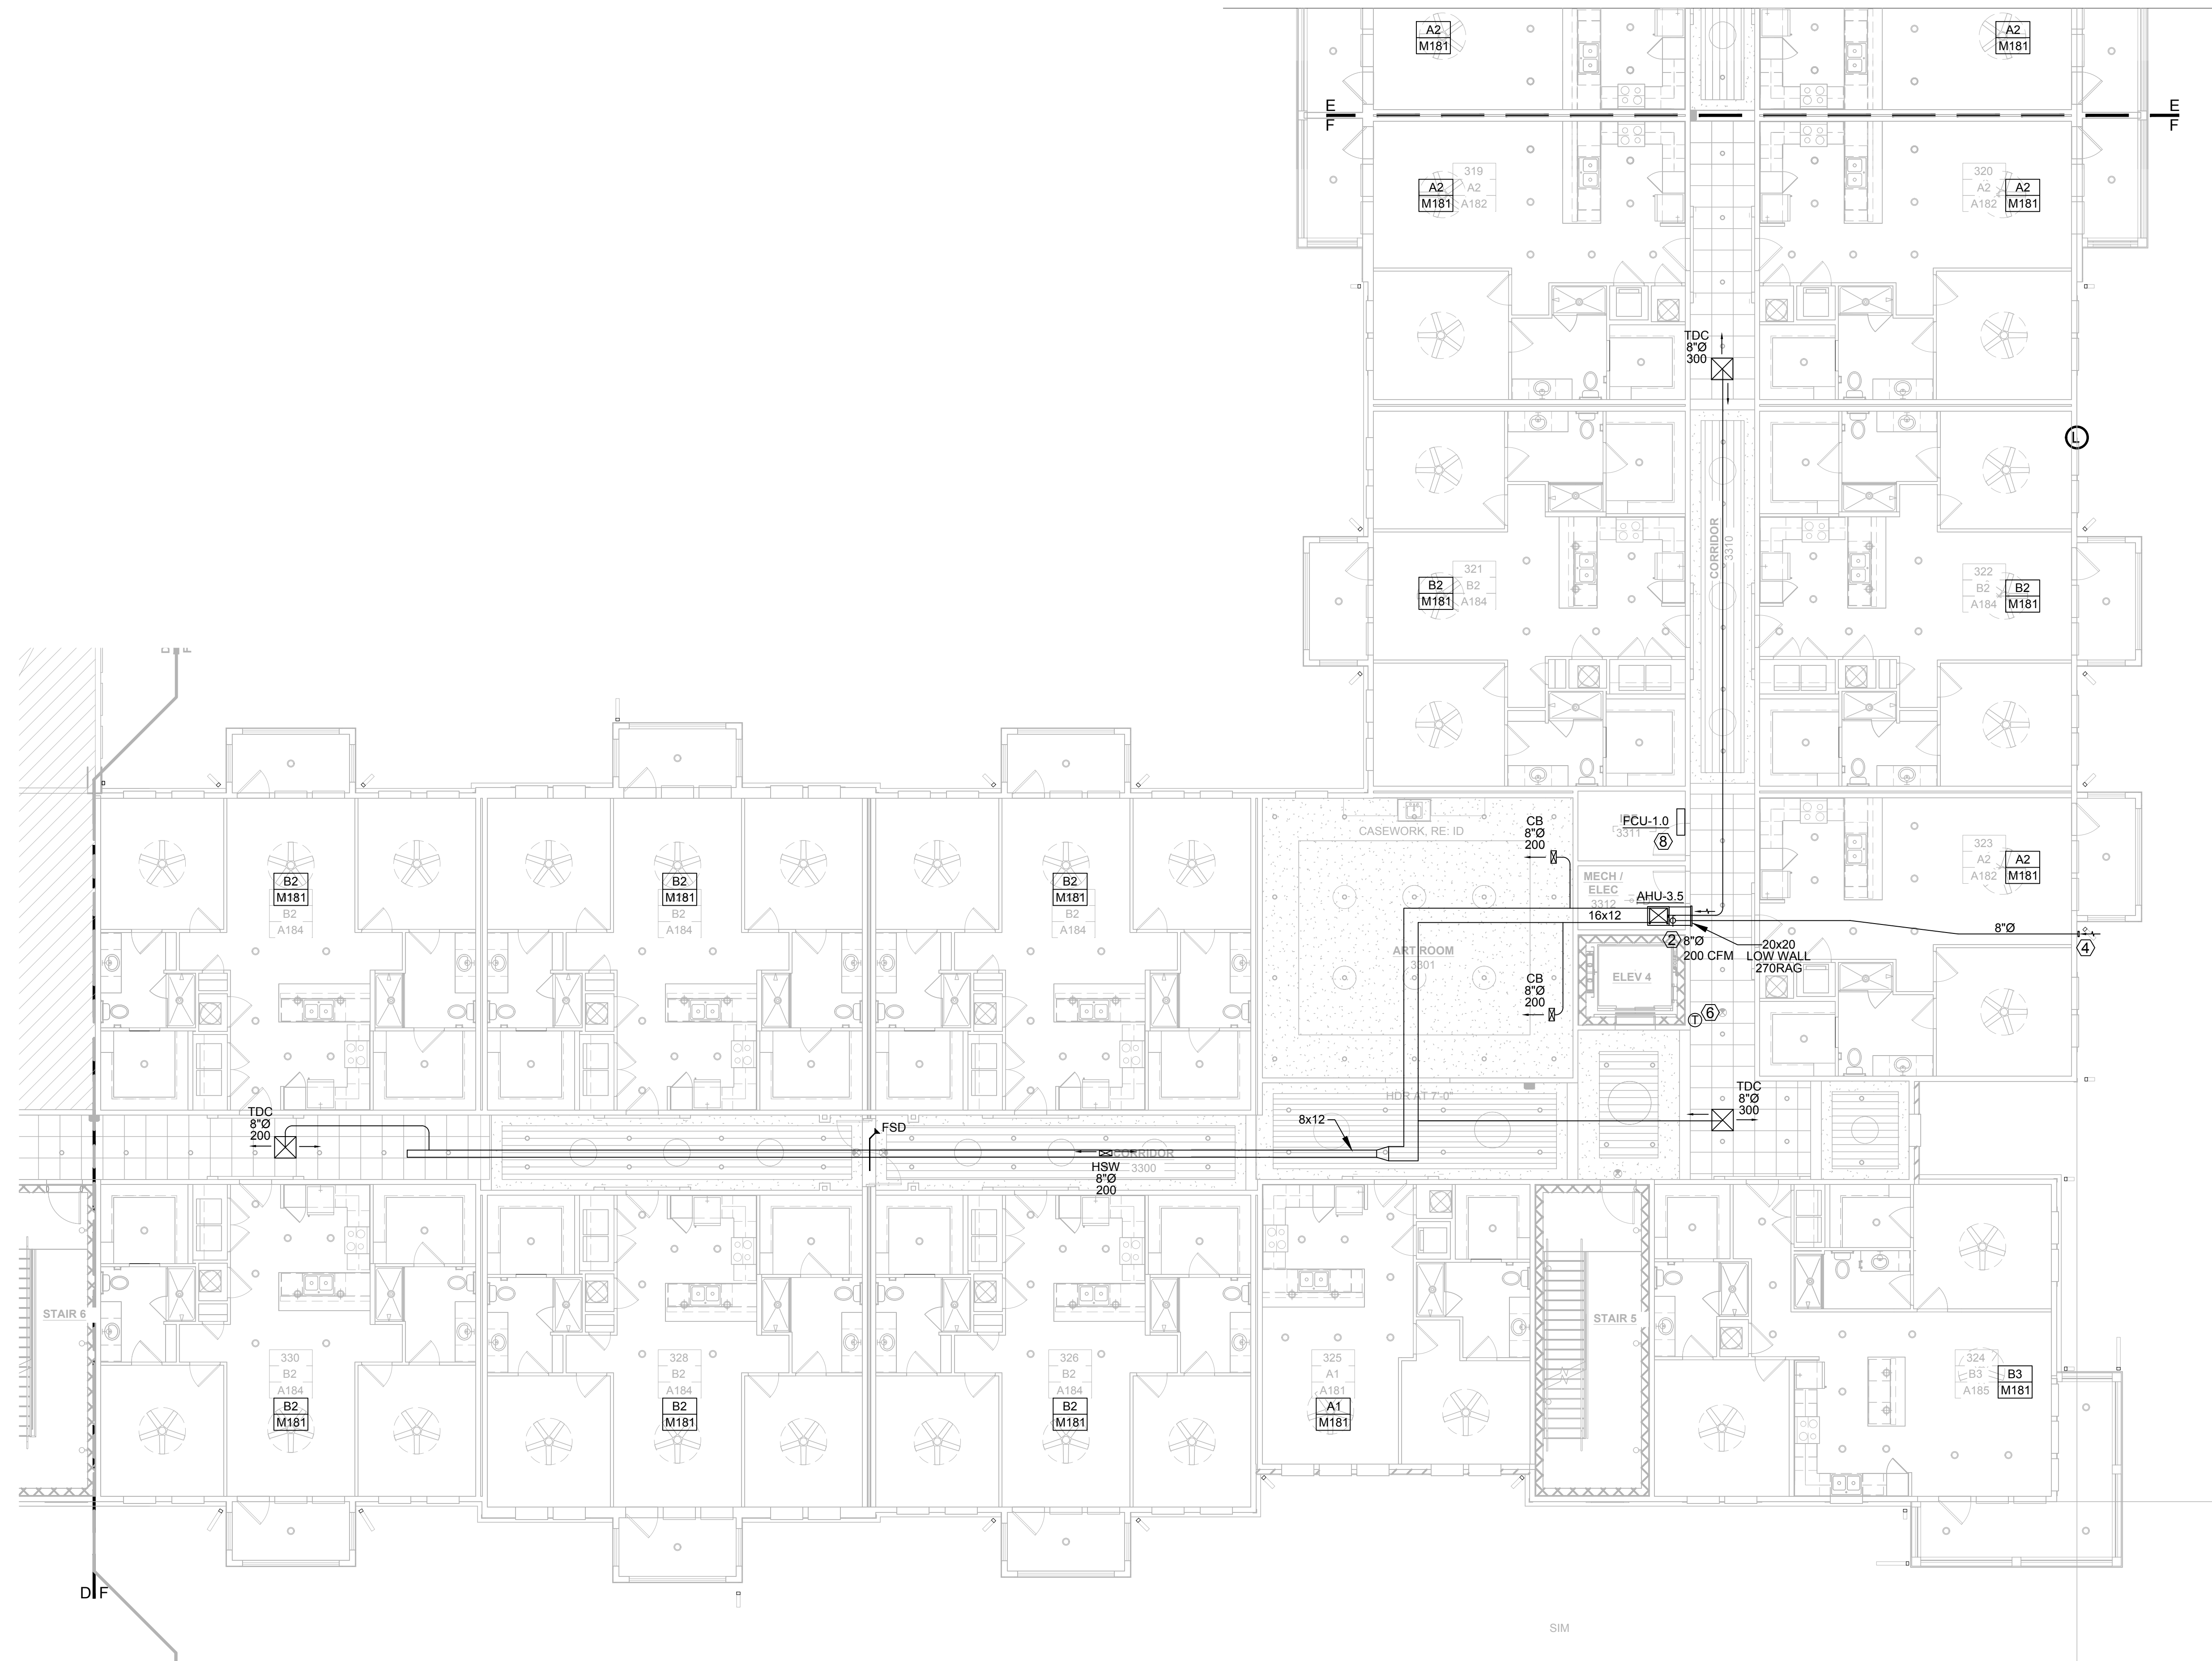 A2
M181
A2
M181
E
F
E
F
319
A2
A182
A2
M181
320
A2
A182
A2
M181
TDC
8"Ø
300
L
CORRIDOR
3310
321
B2
A184
B2
M181
322
B2
A184
B2
M181
B2
M181
B2
A184
B2
M181
B2
A184
B2
M181
B2
A184
CASEWORK, RE: ID
CB
8"Ø
200
FCU-1.0
3311
8
MECH /
ELEC
3312
AHU-3.5
16x12
323
A2
A182
A2
M181
ART ROOM
3301
2
8"Ø
200 CFM
20x20
LOW WALL
270RAG
8"Ø
4
CB
8"Ø
200
ELEV 4
T
6
TDC
8"Ø
300
HDR AT 7'-0"
8x12
TDC
8"Ø
200
FSD
CORRIDOR
3300
HSW
8"Ø
200
STAIR 6
STAIR 5
330
B2
A184
B2
M181
328
B2
A184
B2
M181
326
B2
A184
B2
M181
325
A1
A181
A1
M181
324
B3
A185
B3
M181
D F
SIM